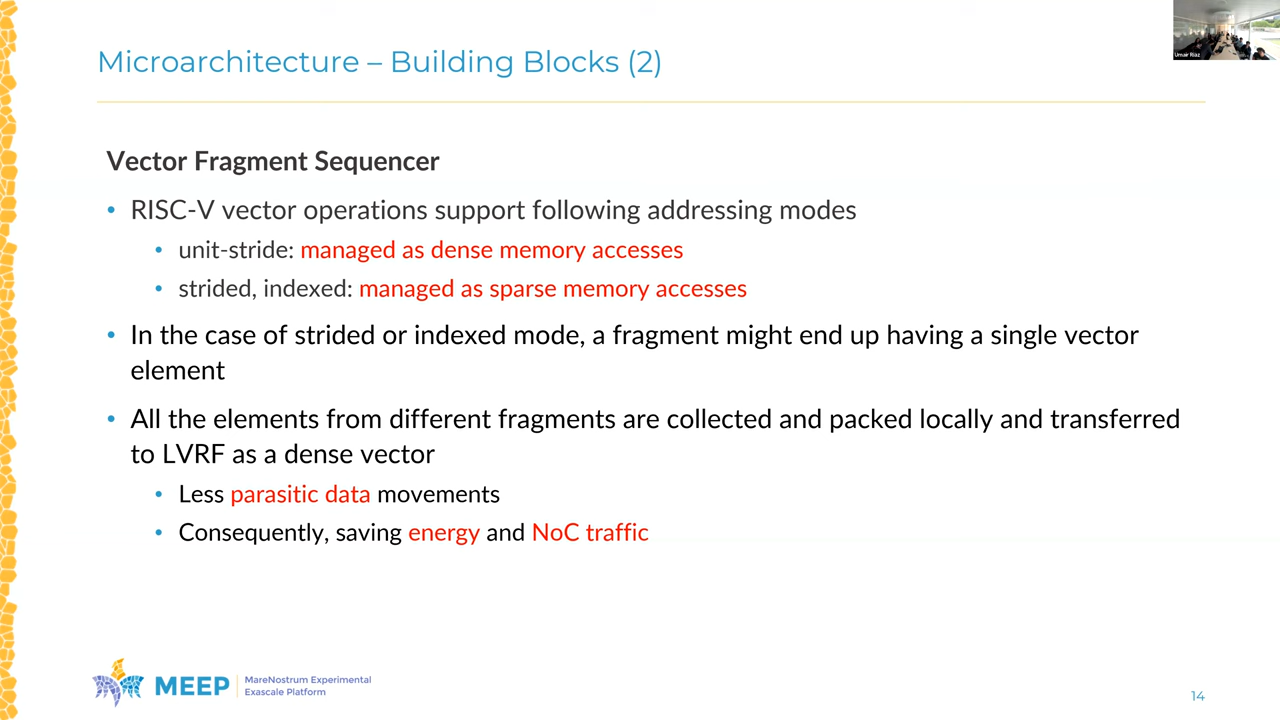 Microarchitecture – Building Blocks (2)
Umair Riaz
Vector Fragment Sequencer
• RISC-V vector operations support following addressing modes
• unit-stride: managed as dense memory accesses
• strided, indexed: managed as sparse memory accesses
• In the case of strided or indexed mode, a fragment might end up having a single vector
element
• All the elements from different fragments are collected and packed locally and transferred
to LVRF as a dense vector
• Less parasitic data movements
• Consequently, saving energy and NoC traffic
MEEP
MareNostrum Experimental
Exascale Platform
14